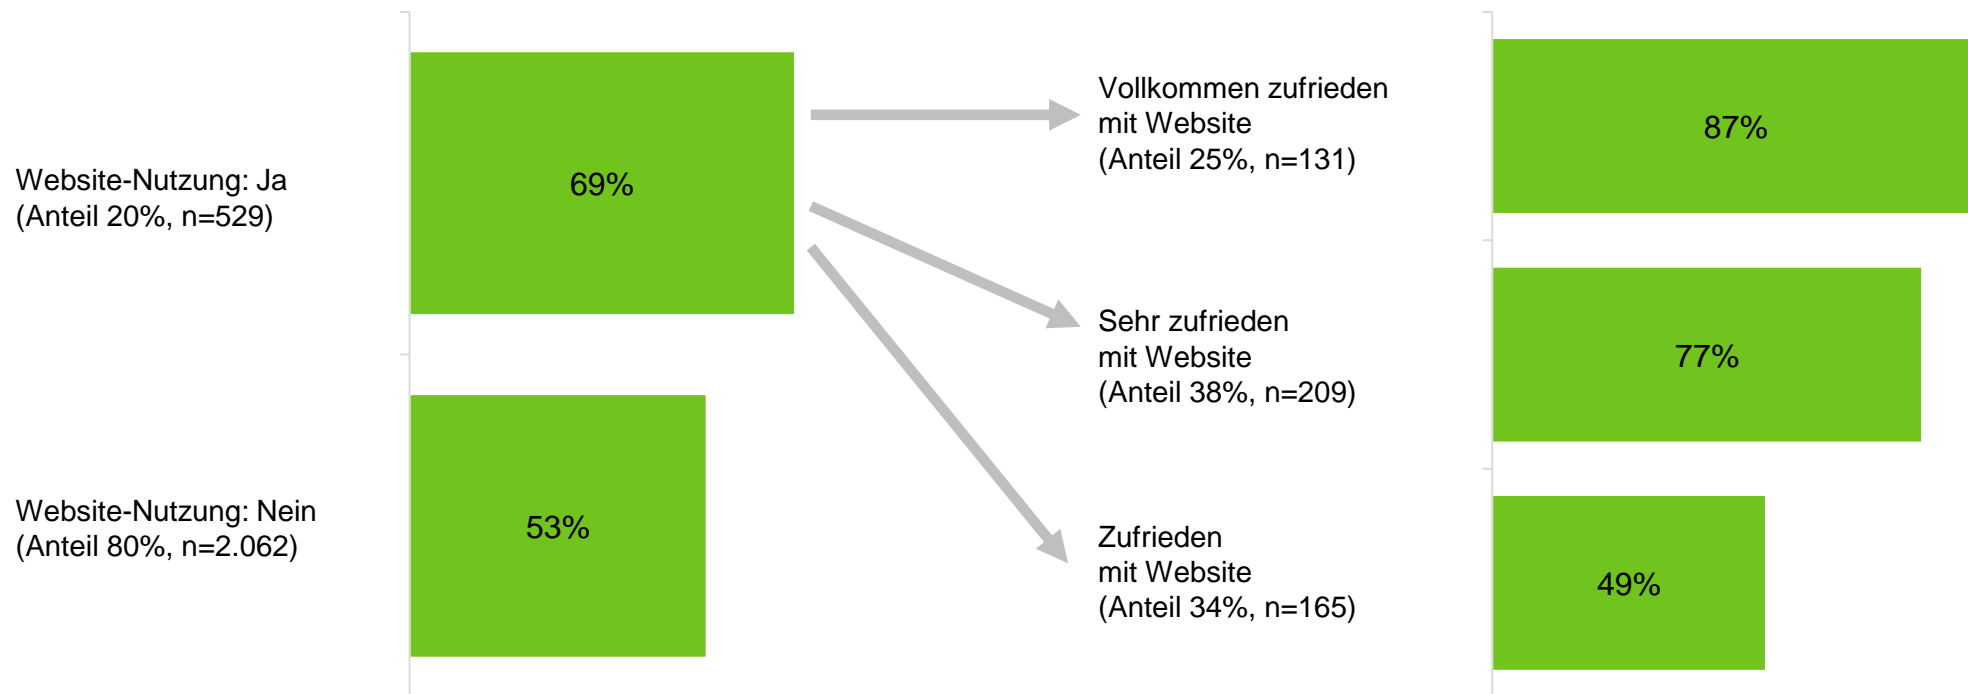 Website-Nutzung: Ja
(Anteil 20%, n=529)
69%
Website-Nutzung: Nein
(Anteil 80%, n=2.062)
53%
Vollkommen zufrieden
mit Website
(Anteil 25%, n=131)
87%
Sehr zufrieden
mit Website
(Anteil 38%, n=209)
77%
Zufrieden
mit Website
(Anteil 34%, n=165)
49%